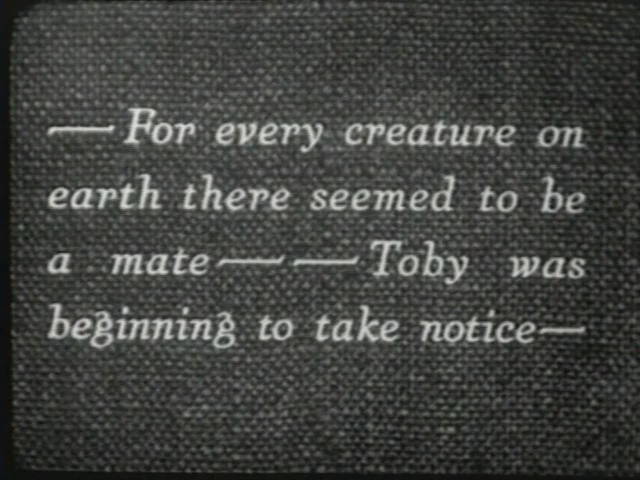 — For every creature on
earth there seemed to be
a mate — — Toby was
beginning to take notice —